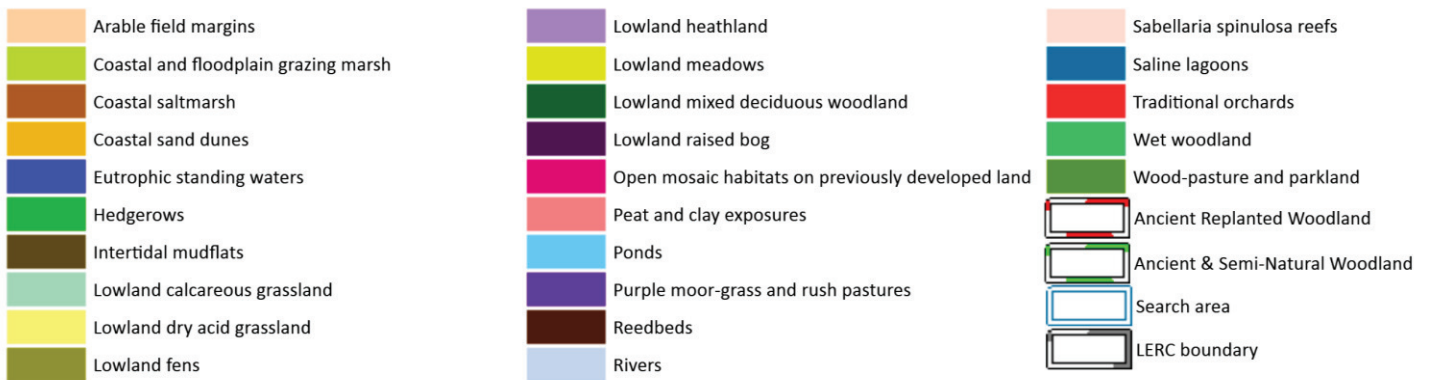 Arable field margins
Coastal and floodplain grazing marsh
Coastal saltmarsh
Coastal sand dunes
Eutrophic standing waters
Hedgerows
Intertidal mudflats
Lowland calcareous grassland
Lowland dry acid grassland
Lowland fens
Lowland heathland
Lowland meadows
Lowland mixed deciduous woodland
Lowland raised bog
Open mosaic habitats on previously developed land
Peat and clay exposures
Ponds
Purple moor-grass and rush pastures
Reedbeds
Rivers
Sabellaria spinulosa reefs
Saline lagoons
Traditional orchards
Wet woodland
Wood-pasture and parkland
Ancient Replanted Woodland
Ancient & Semi-Natural Woodland
Search area
LERC boundary